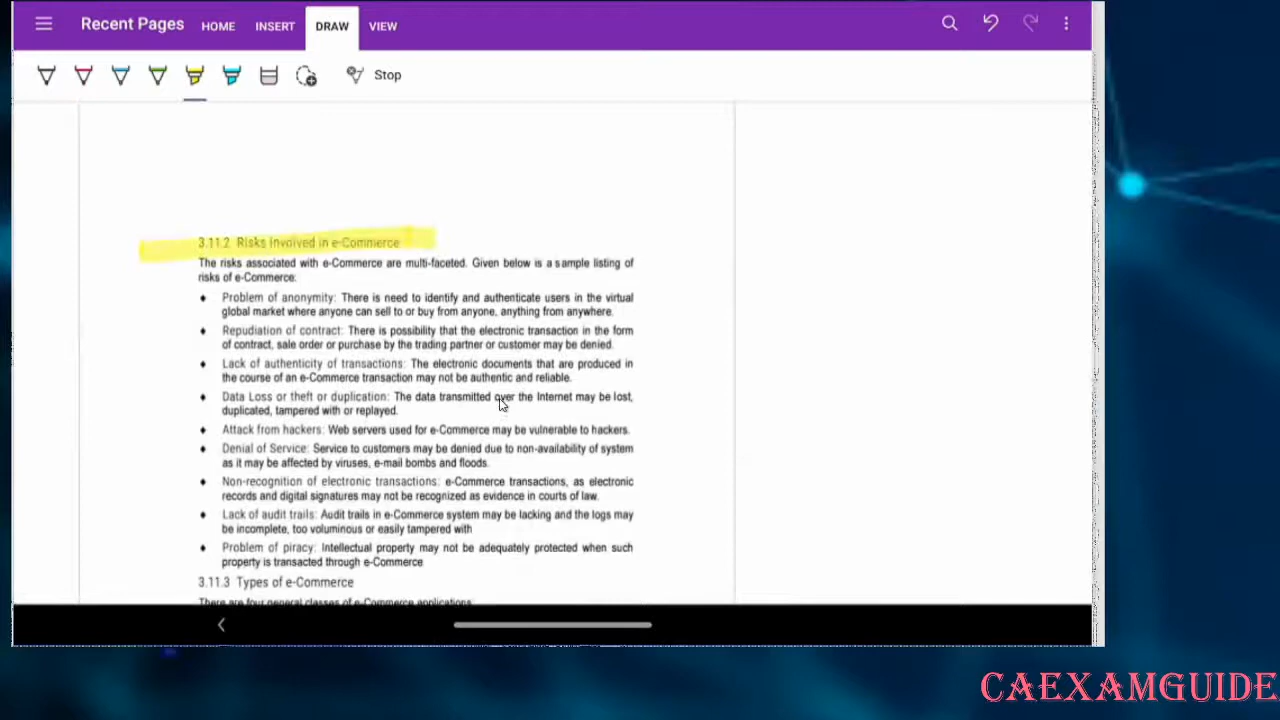 Recent Pages HOME INSERT DRAW VIEW
Stop
3.11.2 Risks Involved in e-Commerce
The risks associated with e-Commerce are multi-faceted. Given below is a sample listing of
risks of e-Commerce:
♦ Problem of anonymity: There is need to identify and authenticate users in the virtual
global market where anyone can sell to or buy from anyone, anything from anywhere.
♦ Repudiation of contract: There is possibility that the electronic transaction in the form
of contract, sale order or purchase by the trading partner or customer may be denied.
♦ Lack of authenticity of transactions: The electronic documents that are produced in
the course of an e-Commerce transaction may not be authentic and reliable.
♦ Data Loss or theft or duplication: The data transmitted over the Internet may be lost,
duplicated, tampered with or replayed.
♦ Attack from hackers: Web servers used for e-Commerce may be vulnerable to hackers.
♦ Denial of Service: Service to customers may be denied due to non-availability of system
as it may be affected by viruses, e-mail bombs and floods.
♦ Non-recognition of electronic transactions: e-Commerce transactions, as electronic
records and digital signatures may not be recognized as evidence in courts of law.
♦ Lack of audit trails: Audit trails in e-Commerce system may be lacking and the logs may
be incomplete, too voluminous or easily tampered with
♦ Problem of piracy: Intellectual property may not be adequately protected when such
property is transacted through e-Commerce
3.11.3 Types of e-Commerce
There are four general classes of e-Commerce applications:
CAEXAMGUIDE